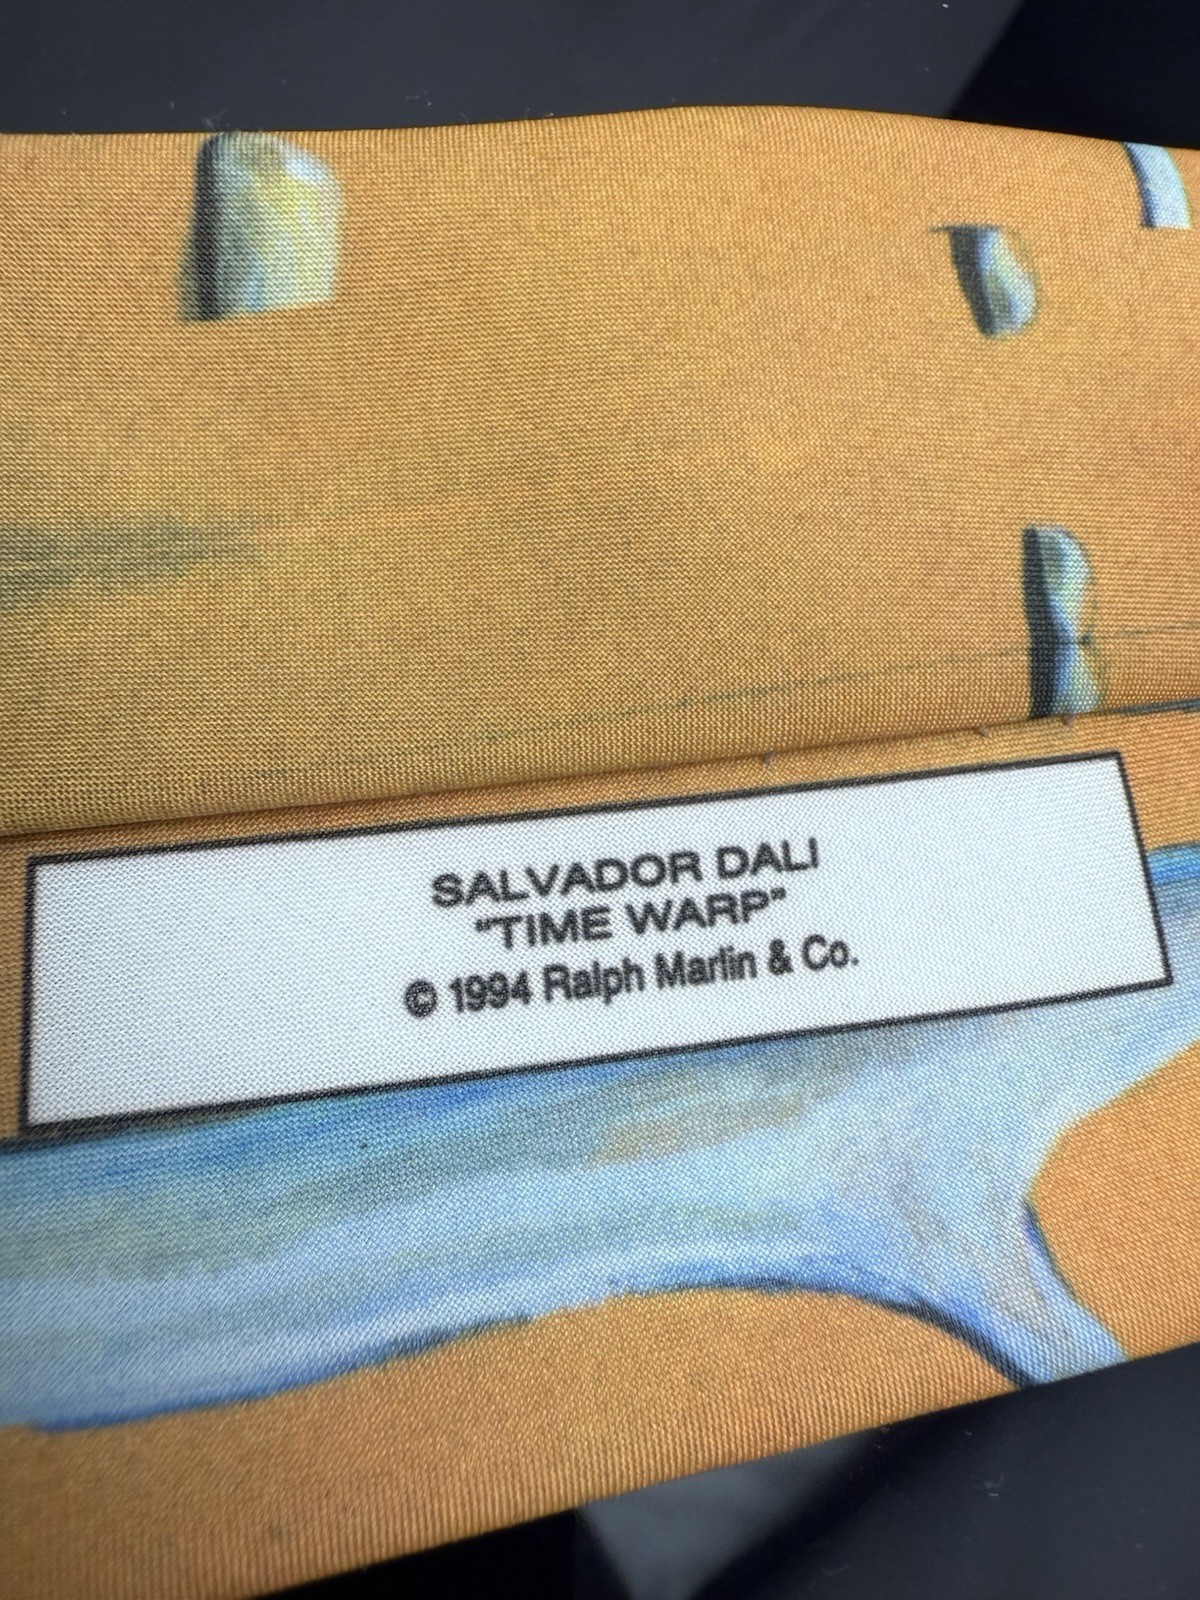 SALVADOR DALI
"TIME WARP"
© 1994 Ralph Marlin & Co.